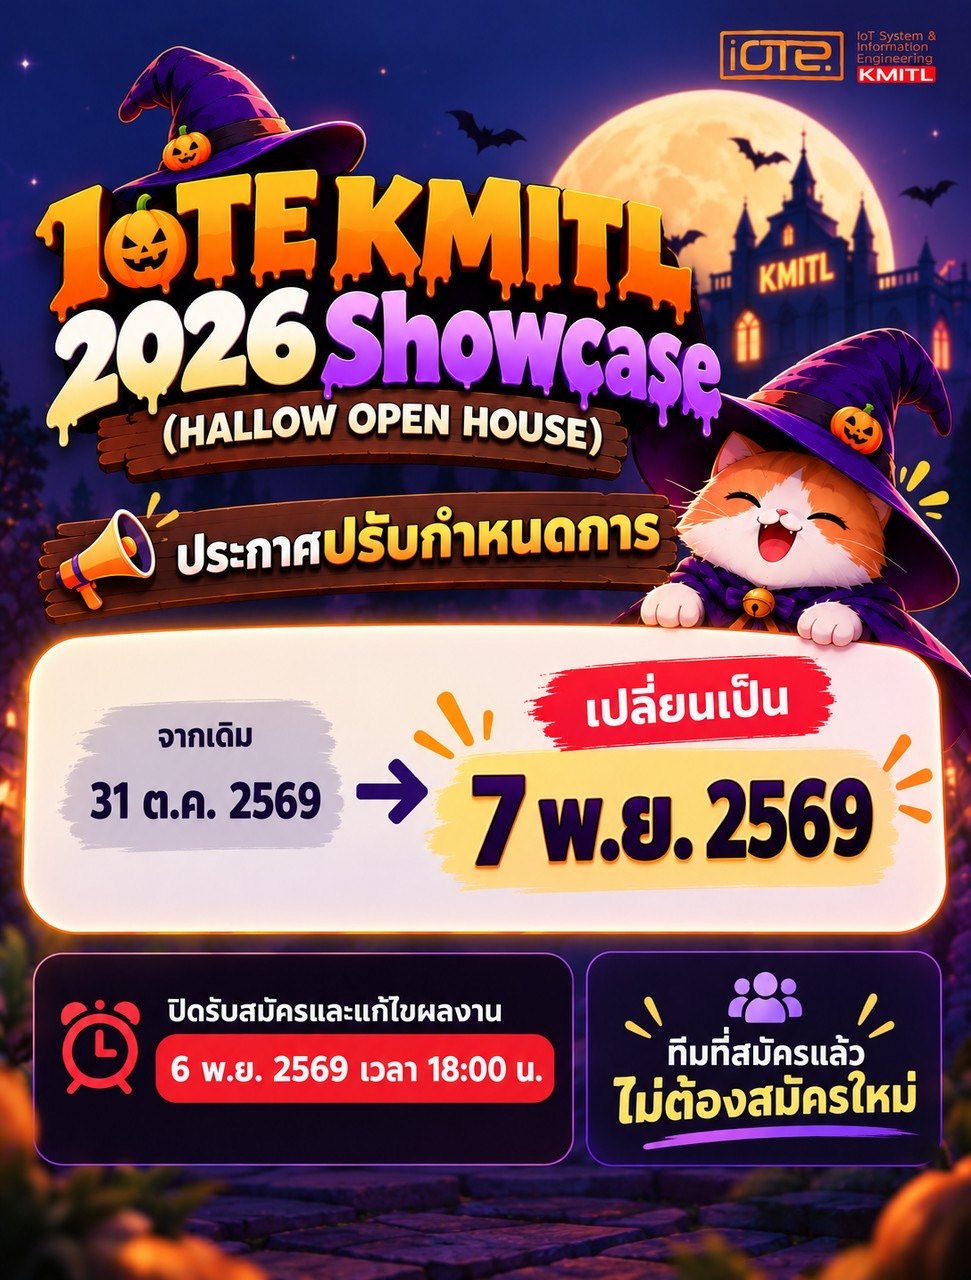 iOTE.
IoT System &
Information
Engineering
KMITL
IOTE KMITL
KMITL
2026 Showcase
(HALLOW OPEN HOUSE)
ประกาศปรับกำหนดการ
จากเดิม
31 ต.ค. 2569
เปลี่ยนเป็น
7 พ.ย. 2569
ปิดรับสมัครและแก้ไขผลงาน
6 พ.ย. 2569 เวลา 18:00 น.
ทีมที่สมัครแล้ว
ไม่ต้องสมัครใหม่